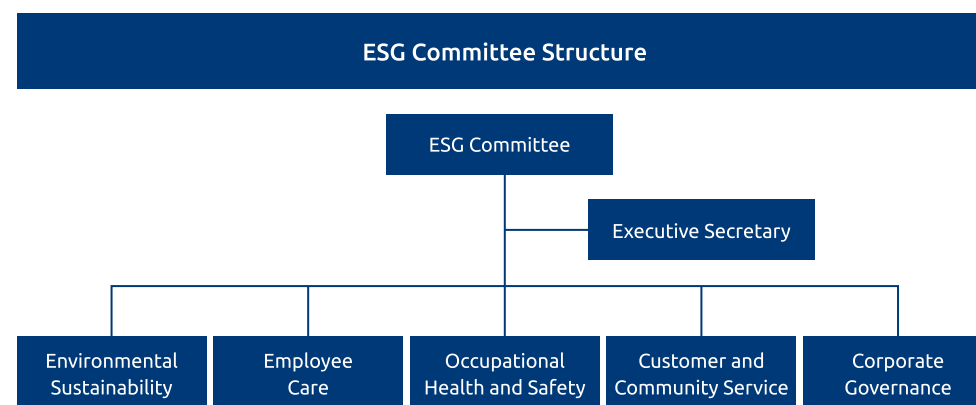 ESG Committee Structure
ESG Committee
Executive Secretary
Environmental
Sustainability
Employee
Care
Occupational
Health and Safety
Customer and
Community Service
Corporate
Governance